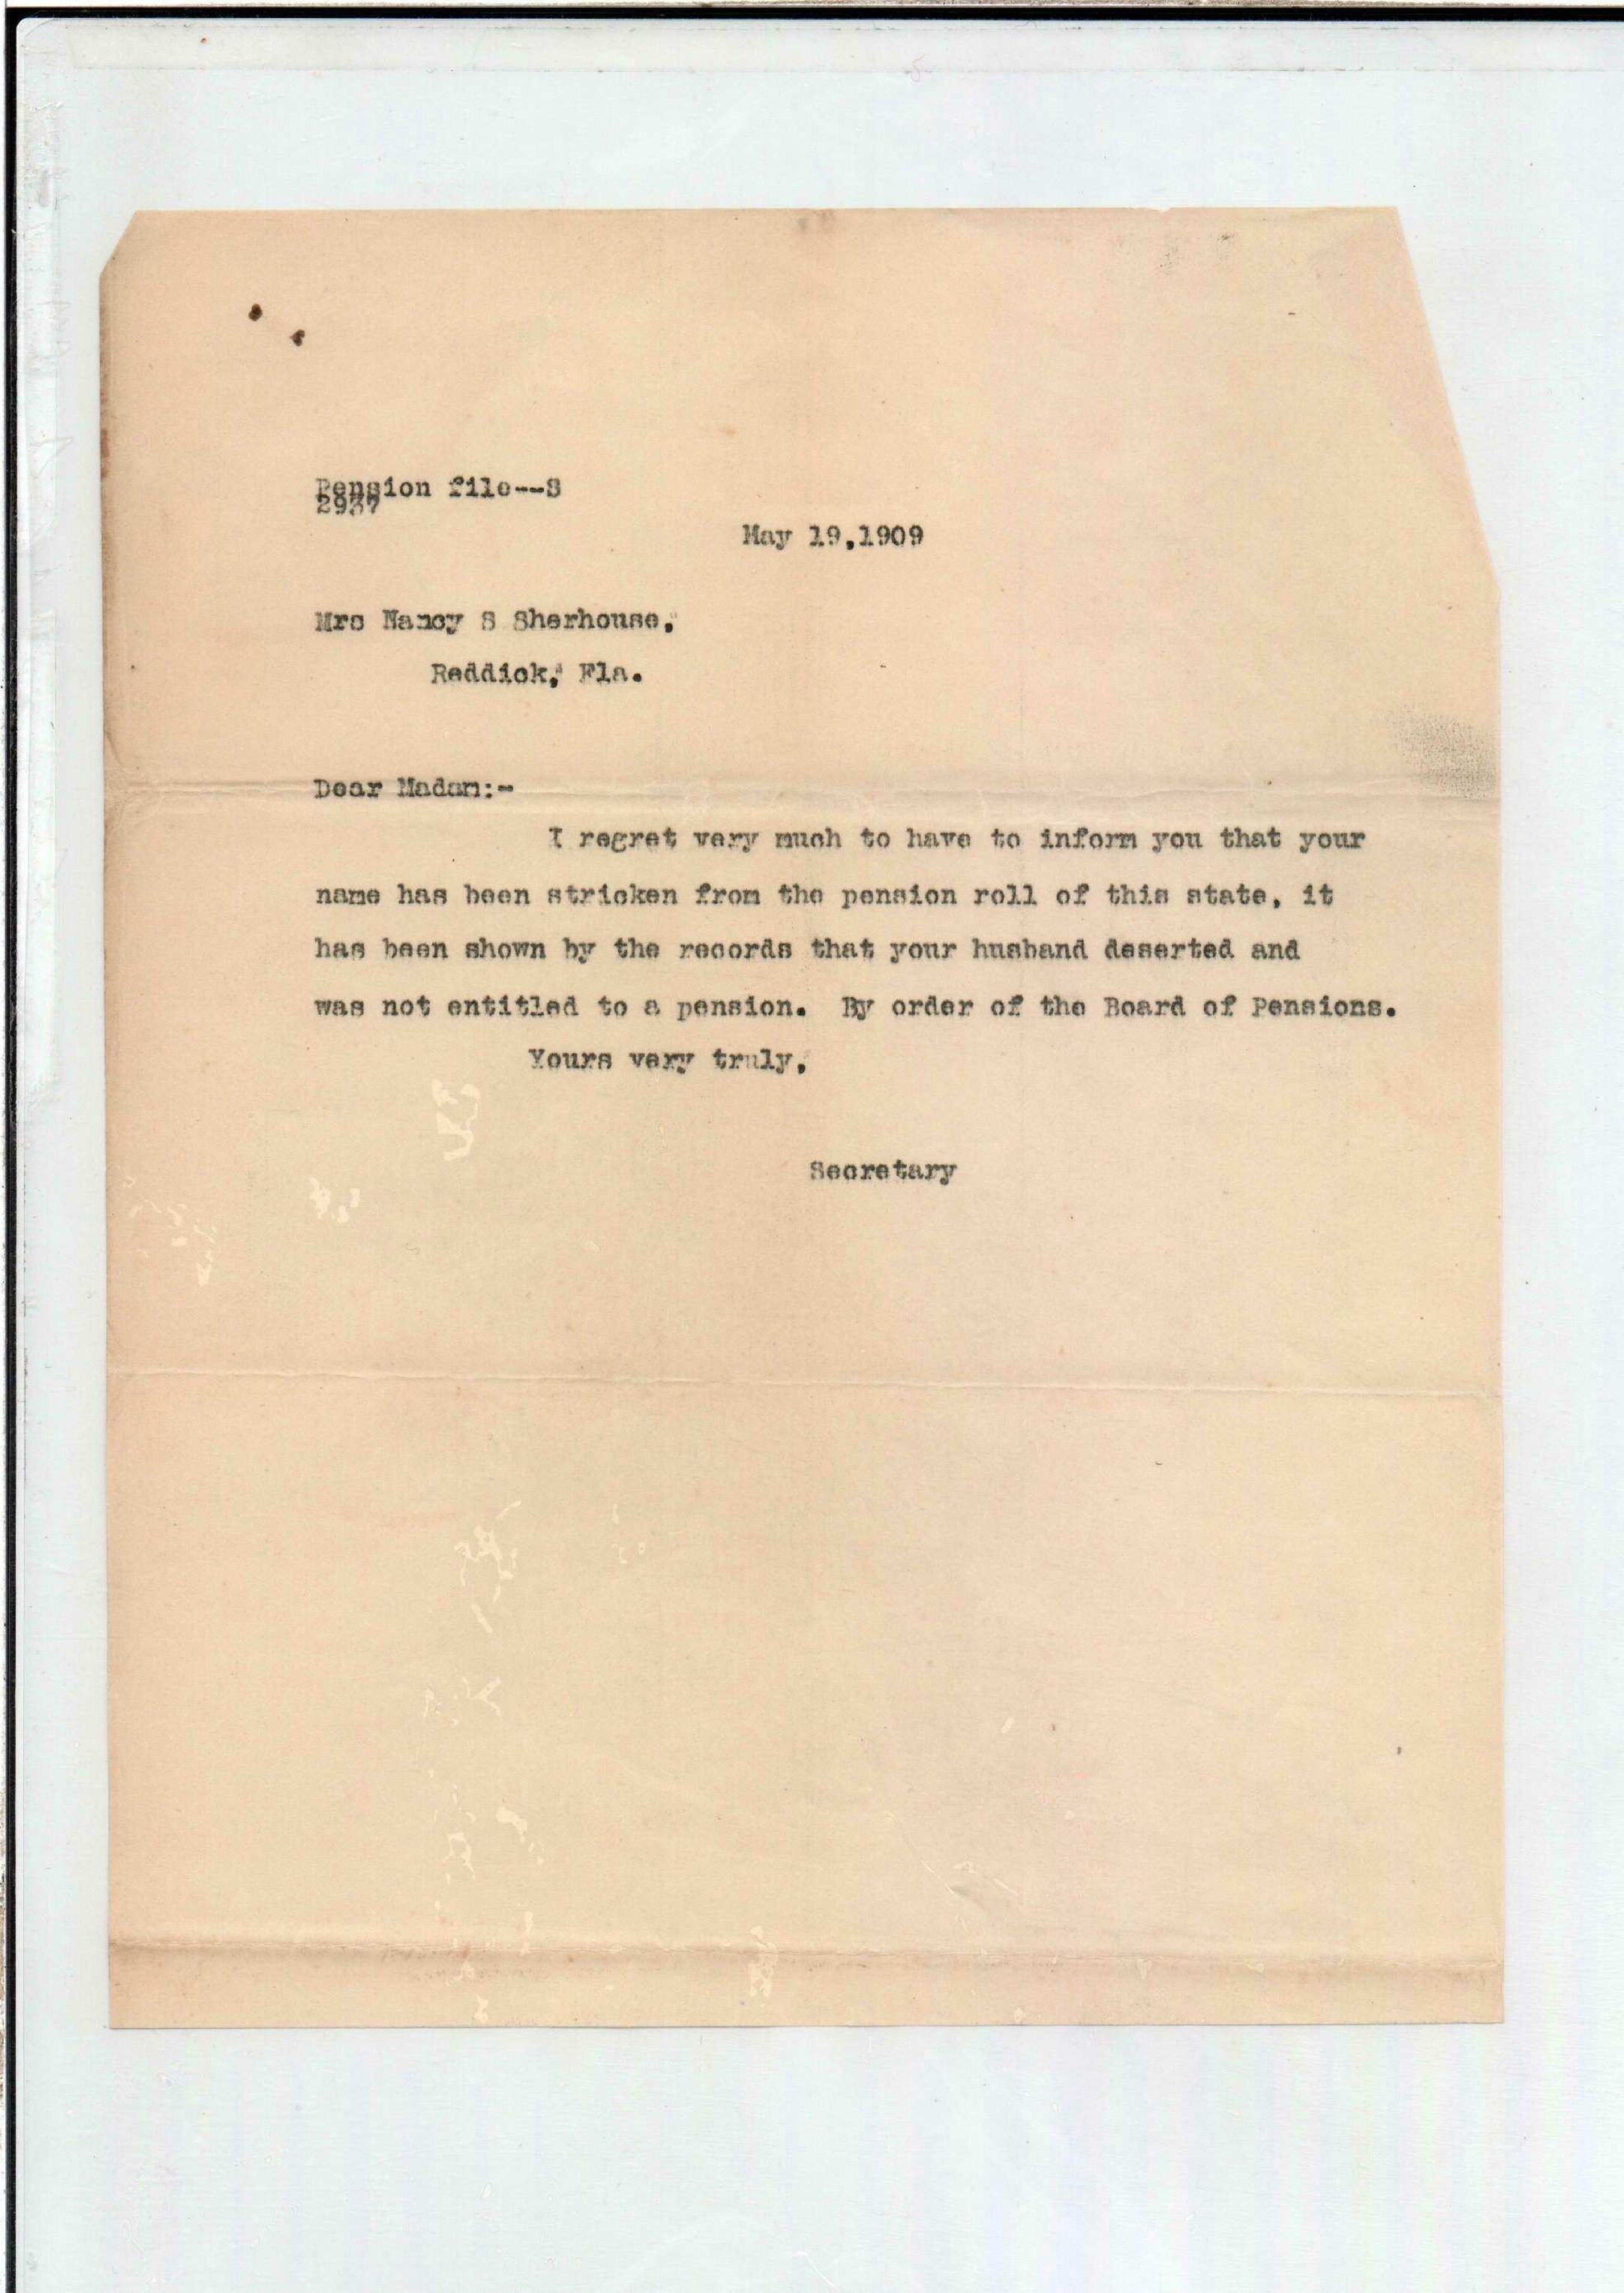 Pension file--S
2937
May 19,1909
Mrs Nancy S Sherhouse,
Reddick, Fla.
Dear Madam:-
I regret very much to have to inform you that your
name has been stricken from the pension roll of this state, it
has been shown by the records that your husband deserted and
was not entitled to a pension. By order of the Board of Pensions.
Yours very truly,
Secretary